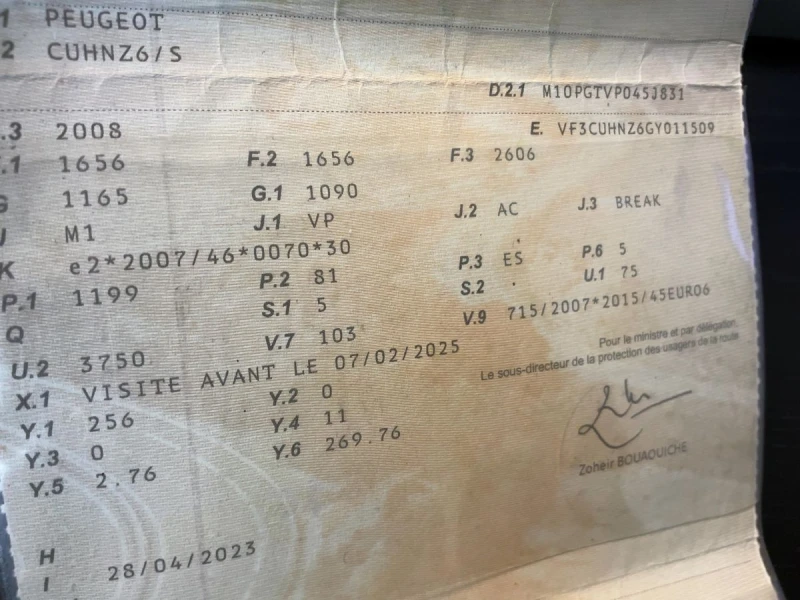 1 PEUGEOT
2 CUHNZ6/S
D.2.1 M10PGTVP045J831
.3 2008
E. VF3CUHNZ6GY011509
.1 1656 F.2 1656 F.3 2606
G 1165 G.1 1090
J M1 J.1 VP J.2 AC J.3 BREAK
K e2*2007/46*0070*30
P.1 1199 P.2 81 P.3 ES P.6 5
Q S.1 5 S.2 U.1 75
U.2 3750 V.7 103 V.9 715/2007*2015/45EURO6
X.1 VISITE AVANT LE 07/02/2025
Pour le ministre et par délégation,
Le sous-directeur de la protection des usagers de la route
Y.1 256 Y.2 0
Y.3 0 Y.4 11
Y.5 2.76 Y.6 269.76
Zoheir BOUAOUICHE
H
I 28/04/2023